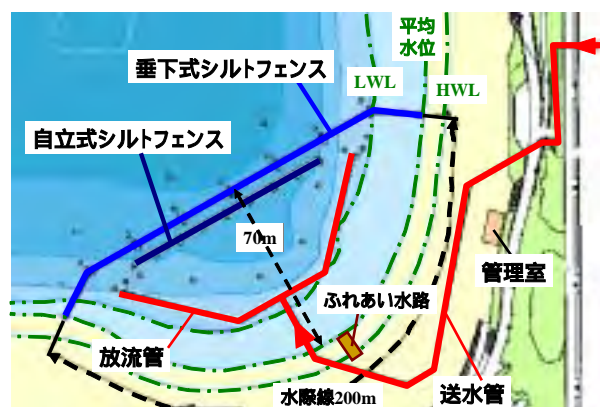 平均
水位
垂下式シルトフェンス
LWL
HWL
自立式シルトフェンス
70m
管理室
ふれあい水路
放流管
水際線200m
送水管